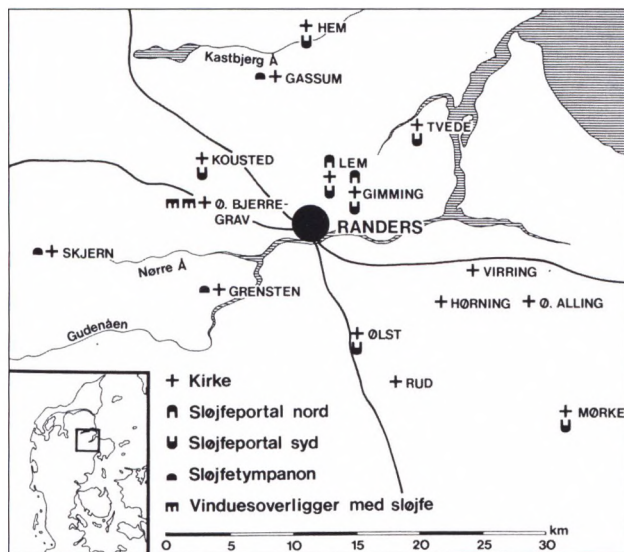 HEM
Kastbjerg Å
GASSUM
TVEDE
KOUSTED
LEM
GIMMING
Ø. BJERRE-
GRAV
RANDERS
SKJERN
Nørre Å
VIRRING
GRENSTEN
HØRNING
Ø. ALLING
Gudenåen
ØLST
RUD
MØRKE
Kirke
Sløjfeportal nord
Sløjfeportal syd
Sløjfetympanon
Vinduesoverligger med sløjfe
km
0 5 10 15 20 25 30